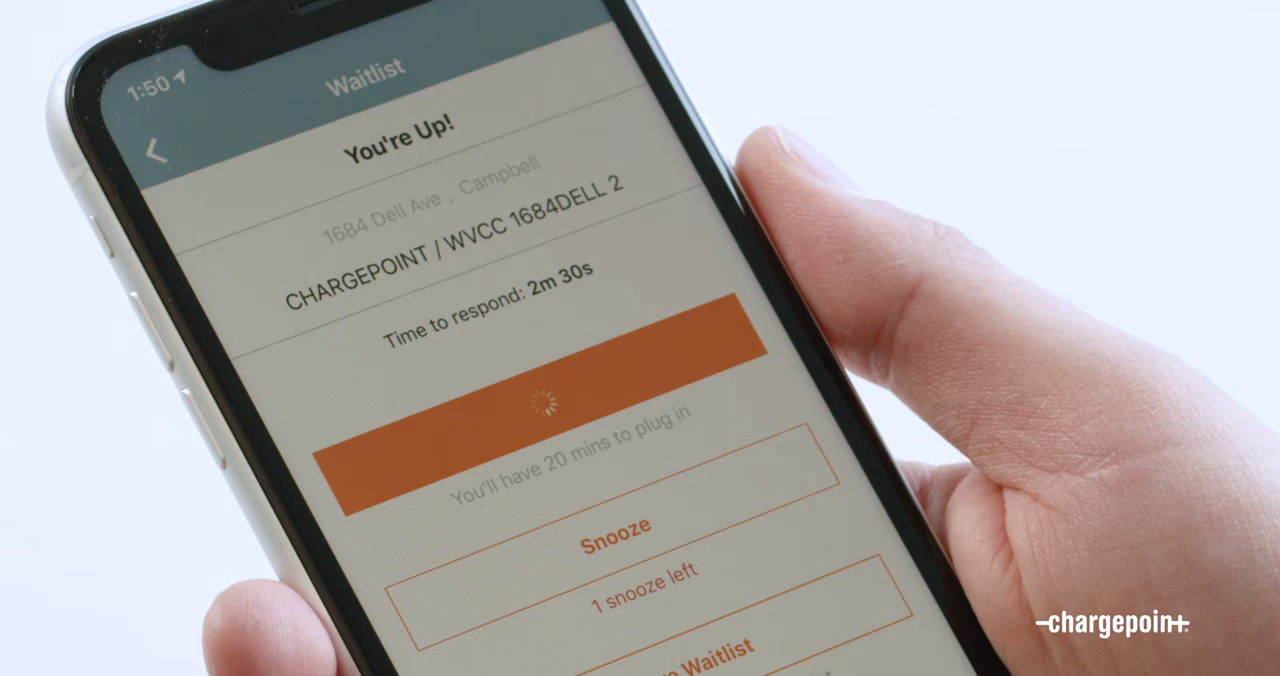 1:50
Waitlist
You're Up!
1684 Dell Ave , Campbell
CHARGEPOINT / WVCC 1684DELL 2
Time to respond: 2m 30s
You'll have 20 mins to plug in
Snooze
1 snooze left
Waitlist
chargepoin+